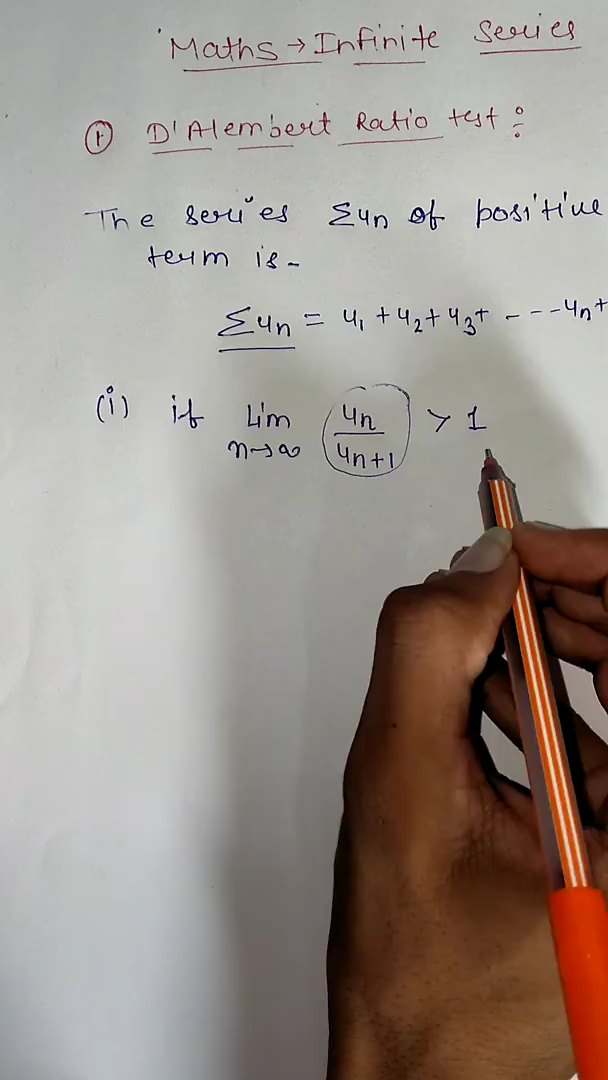 Maths → Infinite Series
① D'Alembert Ratio test :
The series Σun of positive
term is -
Σun = u₁ + u₂ + u₃ + - - - un +
(i) if Lim n→∞ un/un+1 > 1